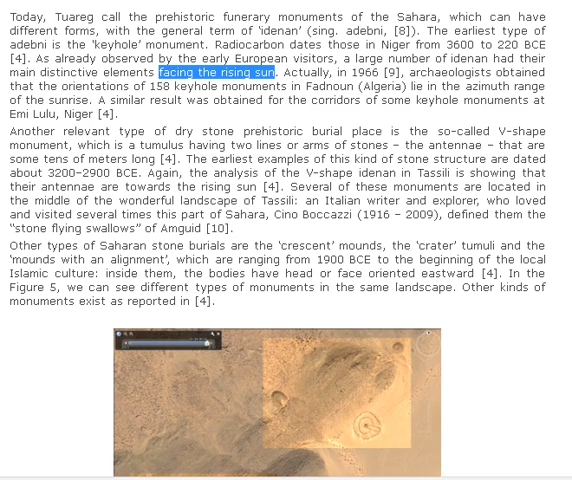 Today, Tuareg call the prehistoric funerary monuments of the Sahara, which can have
different forms, with the general term of 'idenan' (sing. adebni, [8]). The earliest type of
adebni is the 'keyhole' monument. Radiocarbon dates those in Niger from 3600 to 220 BCE
[4]. As already observed by the early European visitors, a large number of idenan had their
main distinctive elements facing the rising sun. Actually, in 1966 [9], archaeologists obtained
that the orientations of 158 keyhole monuments in Fadnoun (Algeria) lie in the azimuth range
of the sunrise. A similar result was obtained for the corridors of some keyhole monuments at
Emi Lulu, Niger [4].
Another relevant type of dry stone prehistoric burial place is the so-called V-shape
monument, which is a tumulus having two lines or arms of stones – the antennae – that are
some tens of meters long [4]. The earliest examples of this kind of stone structure are dated
about 3200–2900 BCE. Again, the analysis of the V-shape idenan in Tassili is showing that
their antennae are towards the rising sun [4]. Several of these monuments are located in
the middle of the wonderful landscape of Tassili: an Italian writer and explorer, who loved
and visited several times this part of Sahara, Cino Boccazzi (1916 – 2009), defined them the
"stone flying swallows" of Amguid [10].
Other types of Saharan stone burials are the 'crescent' mounds, the 'crater' tumuli and the
'mounds with an alignment', which are ranging from 1900 BCE to the beginning of the local
Islamic culture: inside them, the bodies have head or face oriented eastward [4]. In the
Figure 5, we can see different types of monuments in the same landscape. Other kinds of
monuments exist as reported in [4].